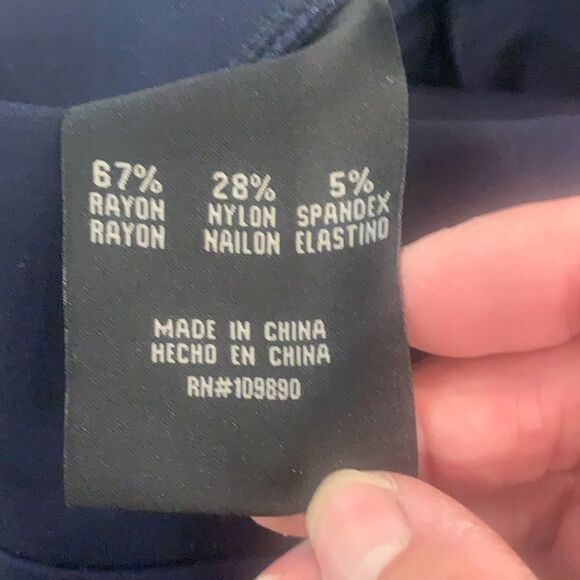 67% 28% 5%
RAYON NYLON SPANDEX
RAYON NAILON ELASTINO
MADE IN CHINA
HECHO EN CHINA
RN#109890